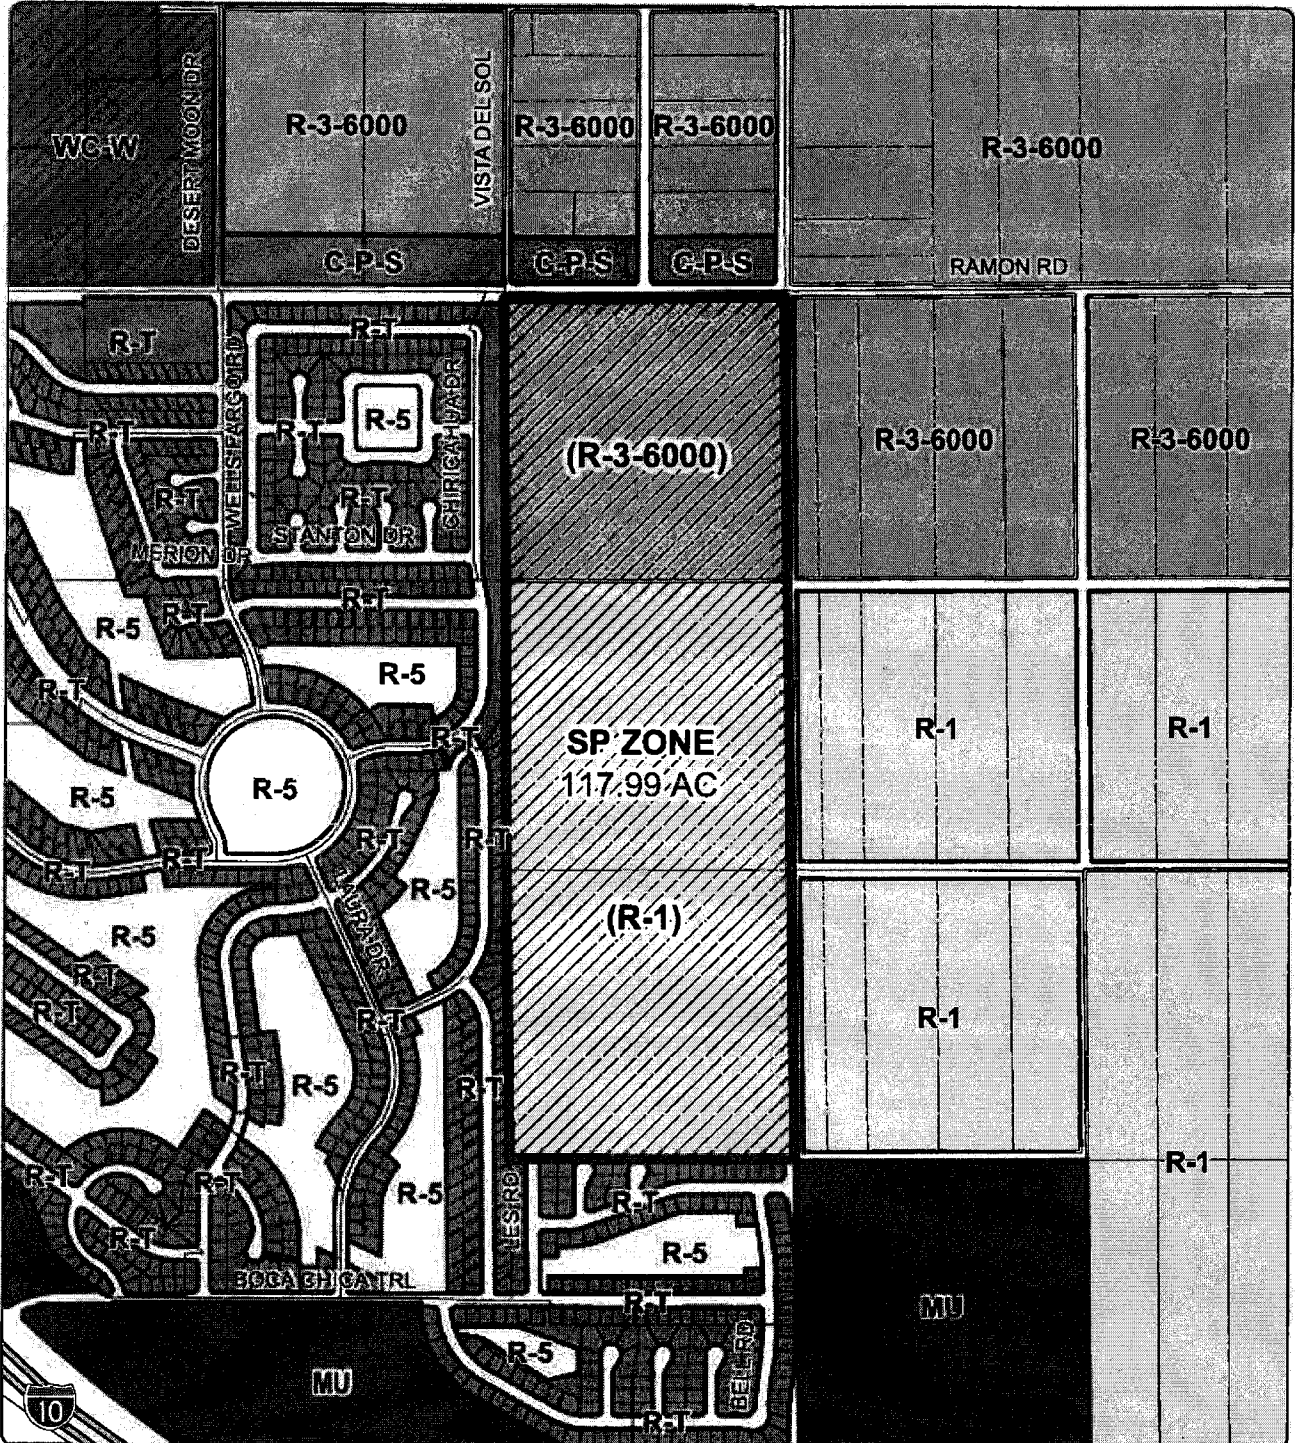 DESERT MOON DR
VISTA DEL SOL
R-3-6000
R-3-6000
R-3-6000
R-3-6000
WC-W
C-P-S
C-P-S
C-P-S
RAMON RD
R-T
R-T
WELLS FARGO RD
CHIRICAHUA DR
R-5
R-T
R-T
(R-3-6000)
R-3-6000
R-3-6000
R-T
R-T
STANTON DR
MERION DR
R-T
R-T
R-5
R-5
R-T
R-T
SP ZONE
117.99 AC
R-1
R-1
R-5
R-5
R-T
R-T
R-T
R-T
R-5
LAURA DR
(R-1)
R-5
R-T
R-T
R-T
R-1
R-T
R-5
R-T
R-1
R-T
R-T
R-5
R-T
LES RD
R-T
R-5
BOCA CHICA TRL
R-T
MU
R-5
BELL RD
MU
10
R-T